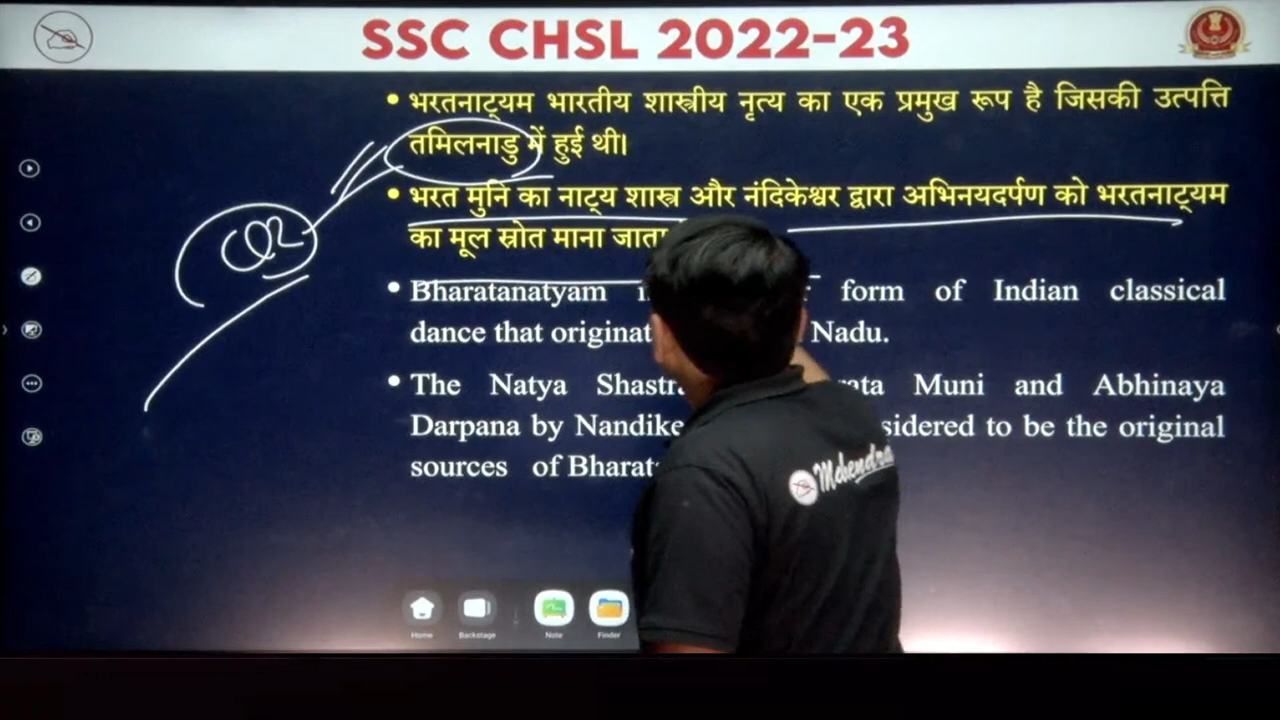 SSC CHSL 2022-23
• भरतनाट्यम भारतीय शास्त्रीय नृत्य का एक प्रमुख रूप है जिसकी उत्पत्ति
तमिलनाडु में हुई थी।
• भरत मुनि का नाट्य शास्त्र और नंदिकेश्वर द्वारा अभिनयदर्पण को भरतनाट्यम
का मूल स्रोत माना जाता
• Bharatanatyam form of Indian classical
dance that originat Nadu.
• The Natya Shastra Muni and Abhinaya
Darpana by Nandike sidered to be the original
sources of Bharat
Mahendra
Home Backstage Note Finder